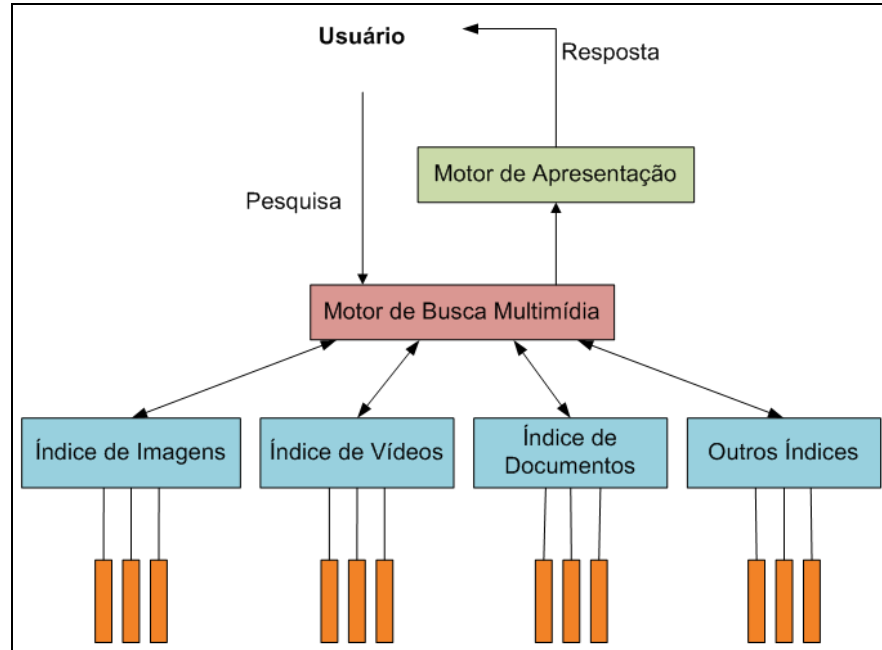 Usuário
Resposta
Motor de Apresentação
Pesquisa
Motor de Busca Multimídia
Índice de Imagens
Índice de Vídeos
Índice de
Documentos
Outros Índices